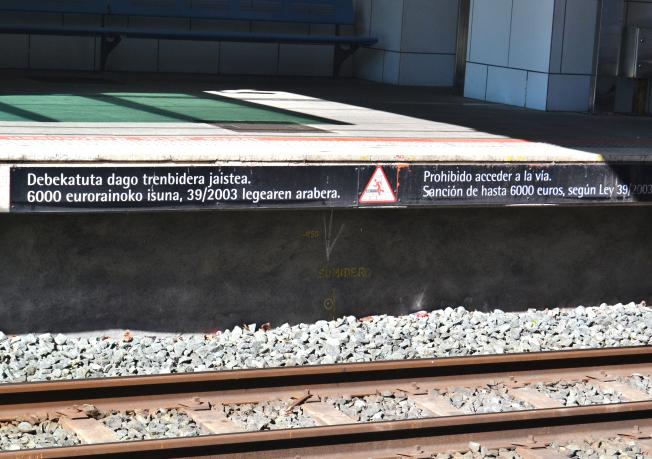 Debekatuta dago trenbidera jaistea.
6000 eurorainoko isuna, 39/2003 legearen arabera.
Prohibido acceder a la vía.
Sanción de hasta 6000 euros, según Ley 39/2003
SUMIDERO